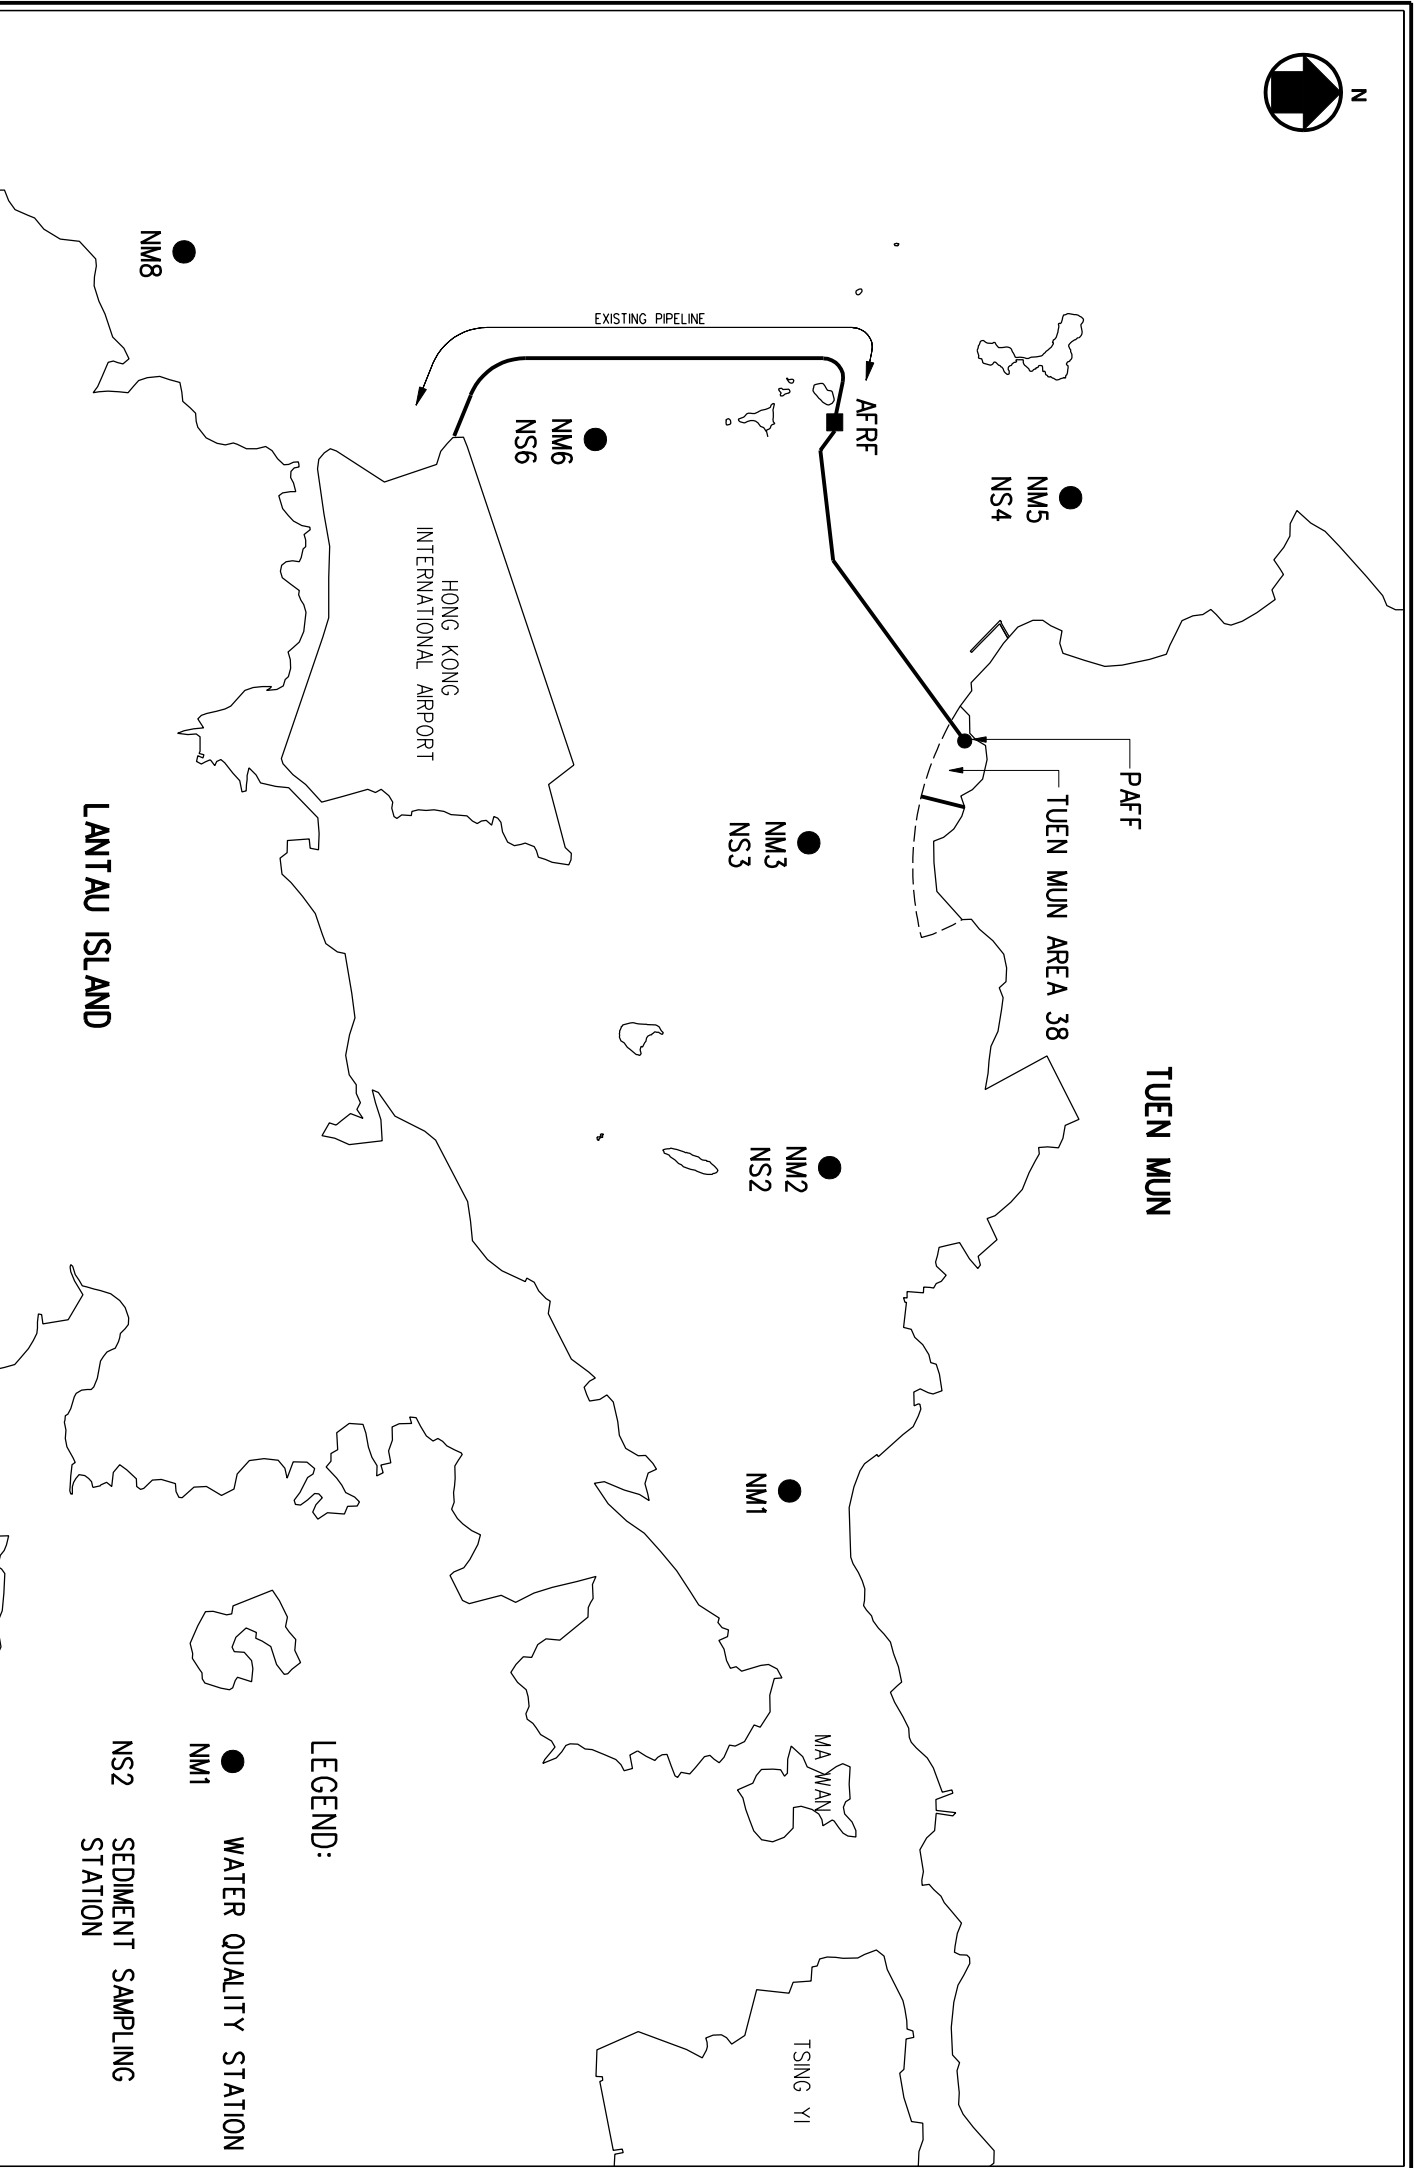 N
TUEN MUN
PAFF
TUEN MUN AREA 38
NM5
NS4
AFRF
EXISTING PIPELINE
NM3
NS3
NM2
NS2
NM1
MA WAN
TSING YI
NM6
NS6
HONG KONG
INTERNATIONAL AIRPORT
NM8
LANTAU ISLAND
LEGEND:
NM1 WATER QUALITY STATION
NS2 SEDIMENT SAMPLING
STATION